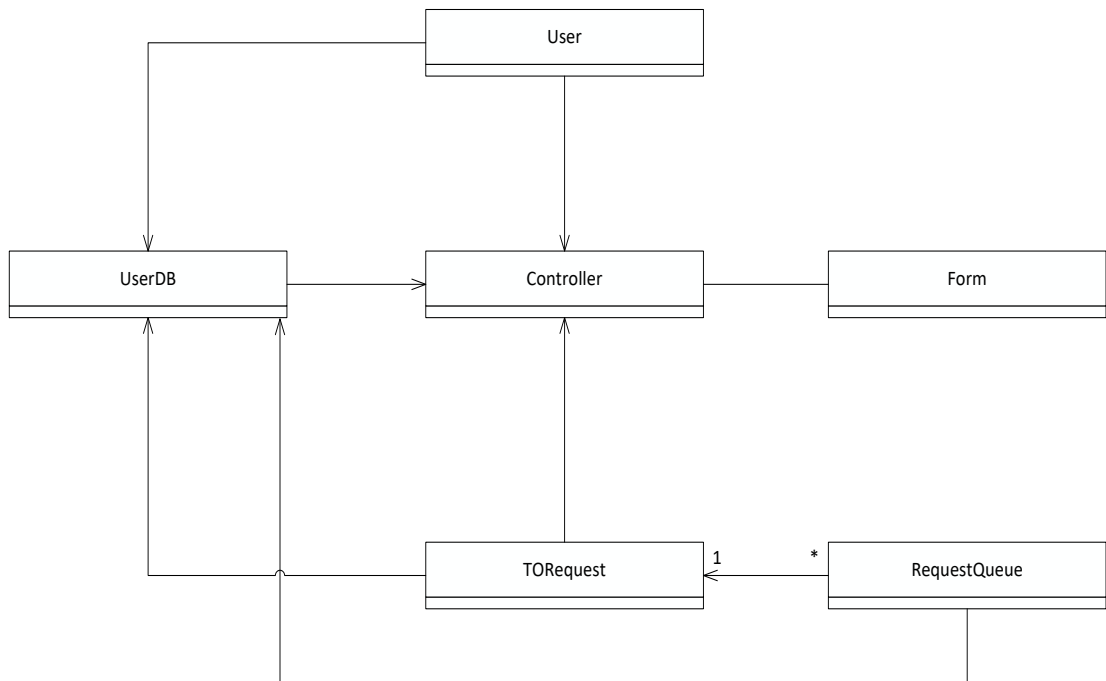 User
UserDB
Controller
Form
TORequest
1
*
RequestQueue